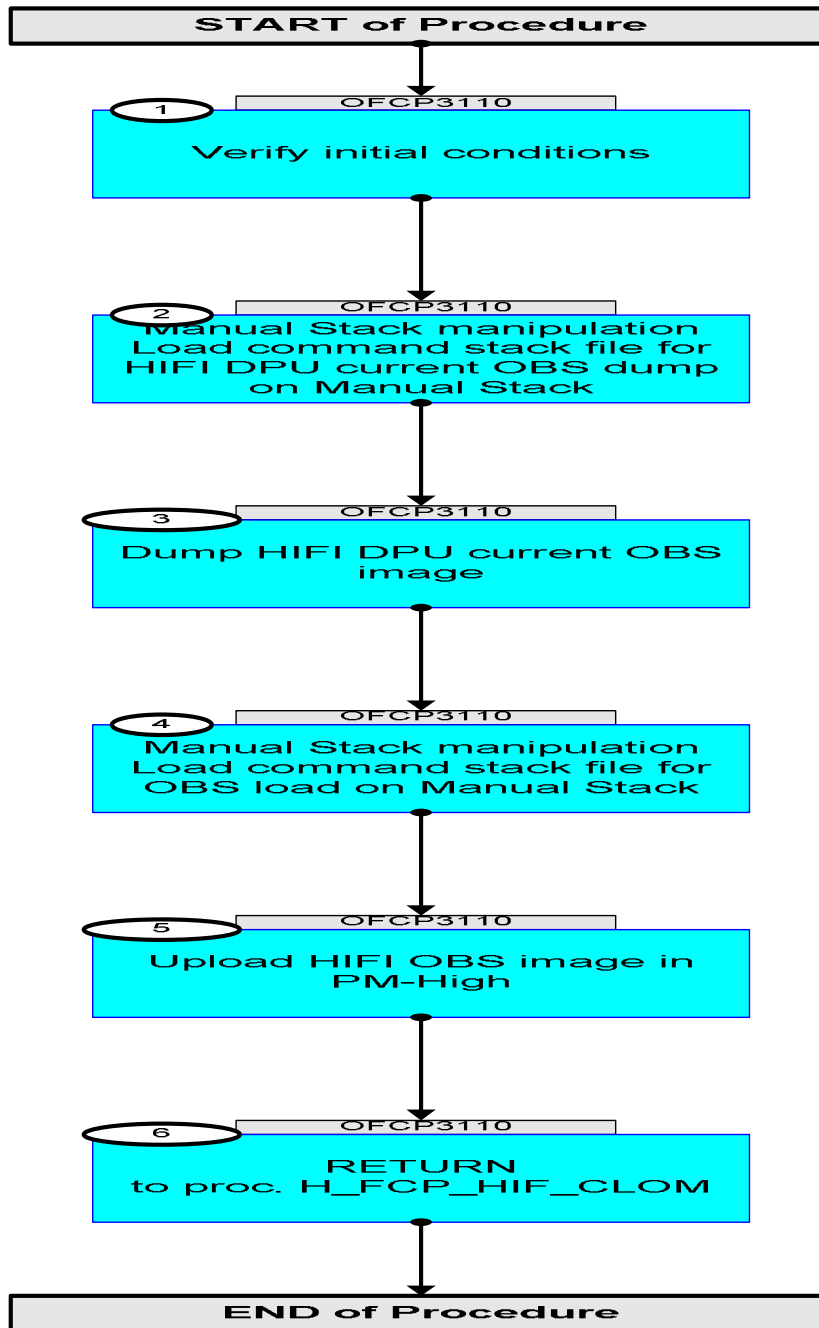 START of Procedure
OFCP3110
1
Verify initial conditions
OFCP3110
2
Manual Stack manipulation
Load command stack file for
HIFI DPU current OBS dump
on Manual Stack
OFCP3110
3
Dump HIFI DPU current OBS
image
OFCP3110
4
Manual Stack manipulation
Load command stack file for
OBS load on Manual Stack
OFCP3110
5
Upload HIFI OBS image in
PM-High
OFCP3110
6
RETURN
to proc. H_FCP_HIF_CLOM
END of Procedure